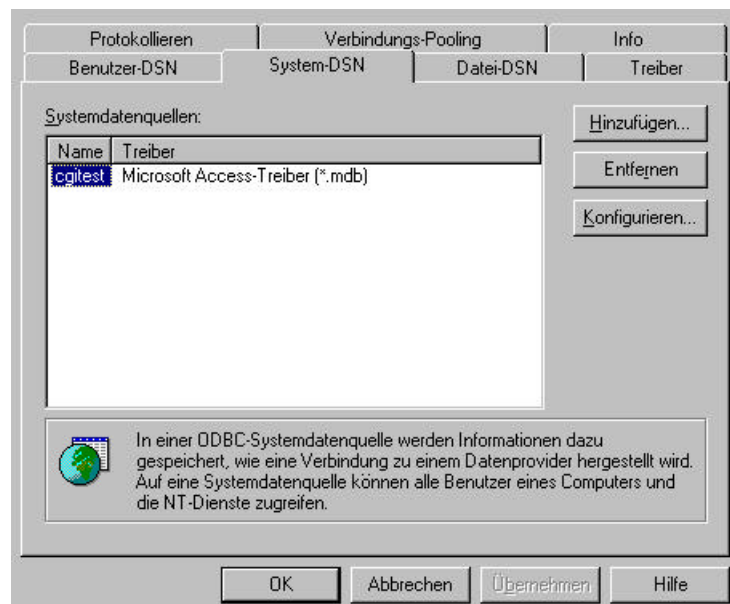 Protokollieren Verbindungs-Pooling Info
Benutzer-DSN System-DSN Datei-DSN Treiber
Systemdatenquellen:
Name Treiber
cgitest Microsoft Access-Treiber (*.mdb)
Hinzufügen...
Entfernen
Konfigurieren...
In einer ODBC-Systemdatenquelle werden Informationen dazu
gespeichert, wie eine Verbindung zu einem Datenprovider hergestellt wird.
Auf eine Systemdatenquelle können alle Benutzer eines Computers und
die NT-Dienste zugreifen.
OK Abbrechen Übernehmen Hilfe